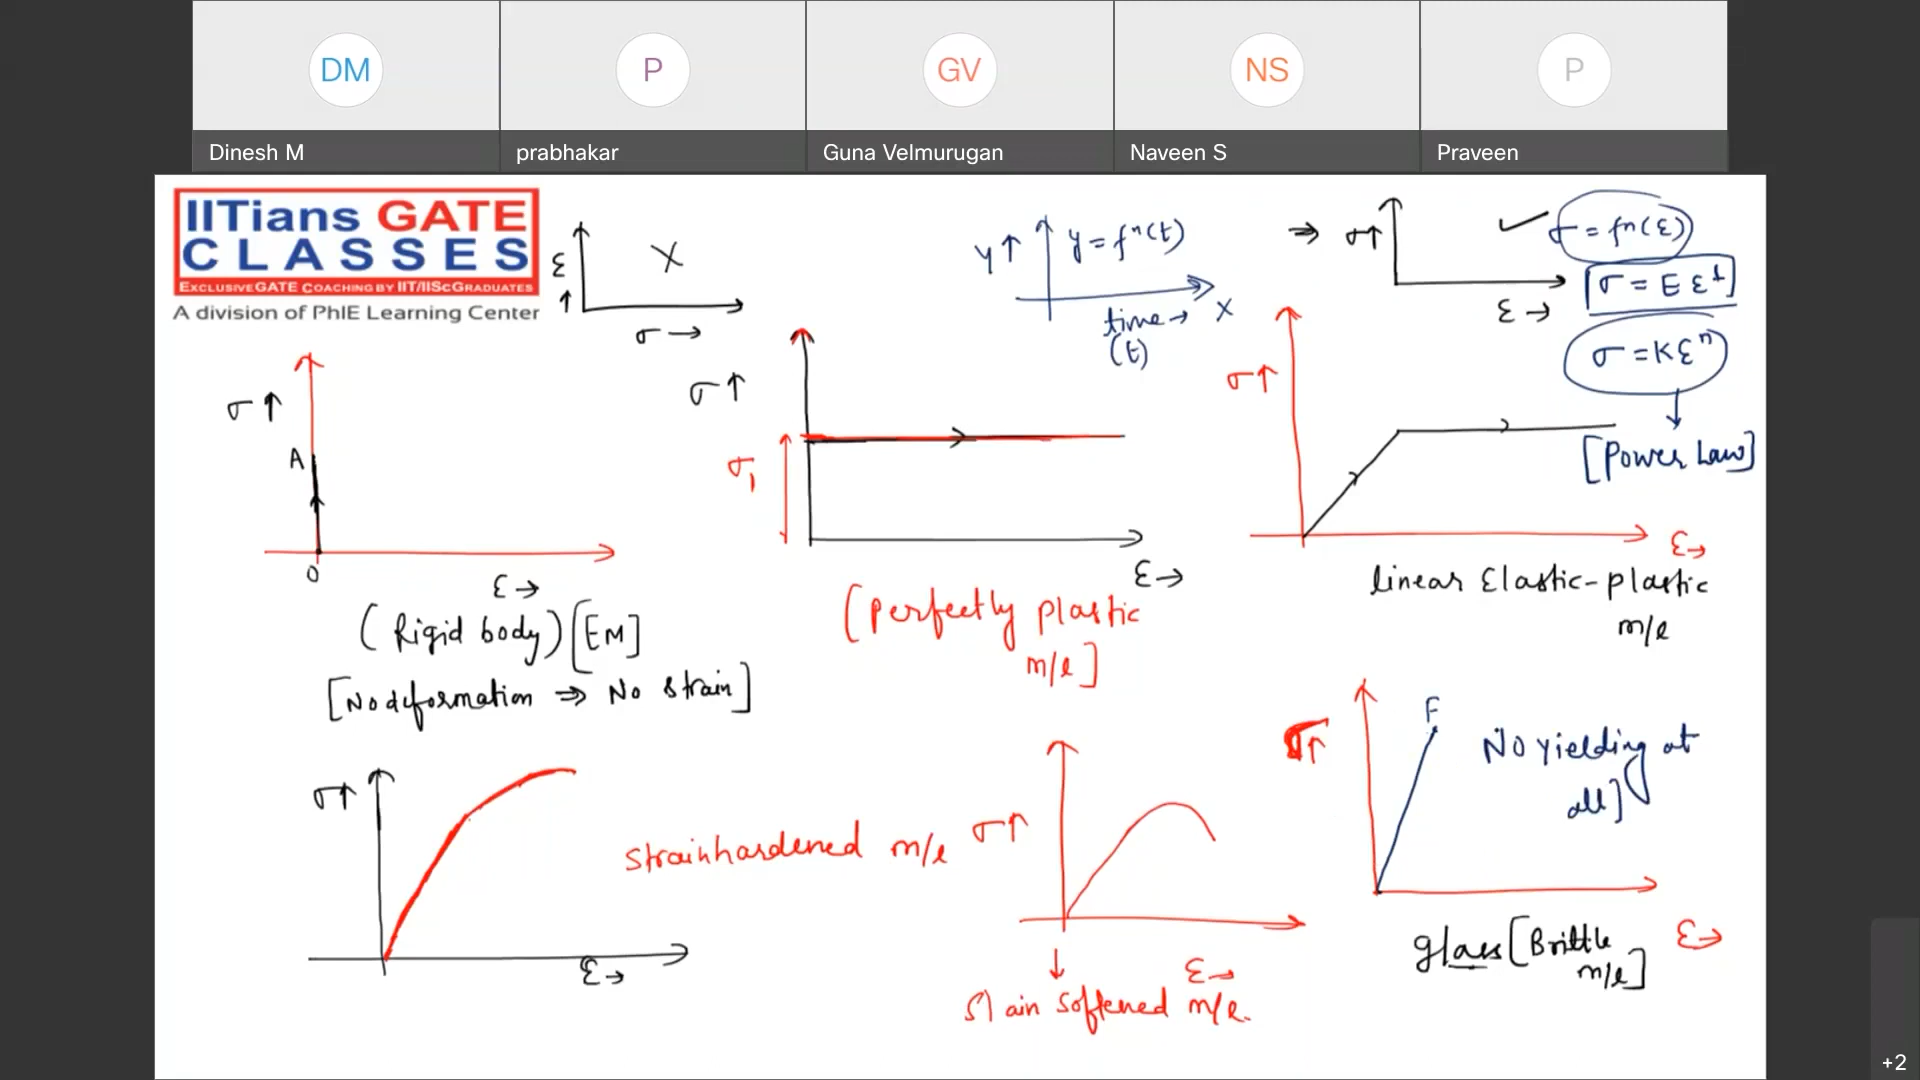 DM
P
GV
NS
P
Dinesh M
prabhakar
Guna Velmurugan
Naveen S
Praveen
IITians GATE
CLASSES
EXCLUSIVE GATE COACHING BY IIT/IISc GRADUATES
A division of PhIE Learning Center
ε ↑
X
σ →
y↑
y = fⁿ(t)
time → X
(t)
⇒ σ↑
ε →
✓ σ = fn(ε)
[σ = E ε¹]
σ = Kεⁿ
↓
[Power Law]
σ ↑
A
0
ε →
(Rigid body) [EM]
[No deformation ⇒ No strain]
σ ↑
σ₁
ε →
[Perfectly plastic
m/l]
σ↑
ε →
linear Elastic-plastic
m/l
σ↑
ε →
strainhardened m/l
σ↑
ε →
↓
Stain softened m/l.
σ↑
F
No yielding at
all]
ε →
glass [Brittle
m/l]
+2